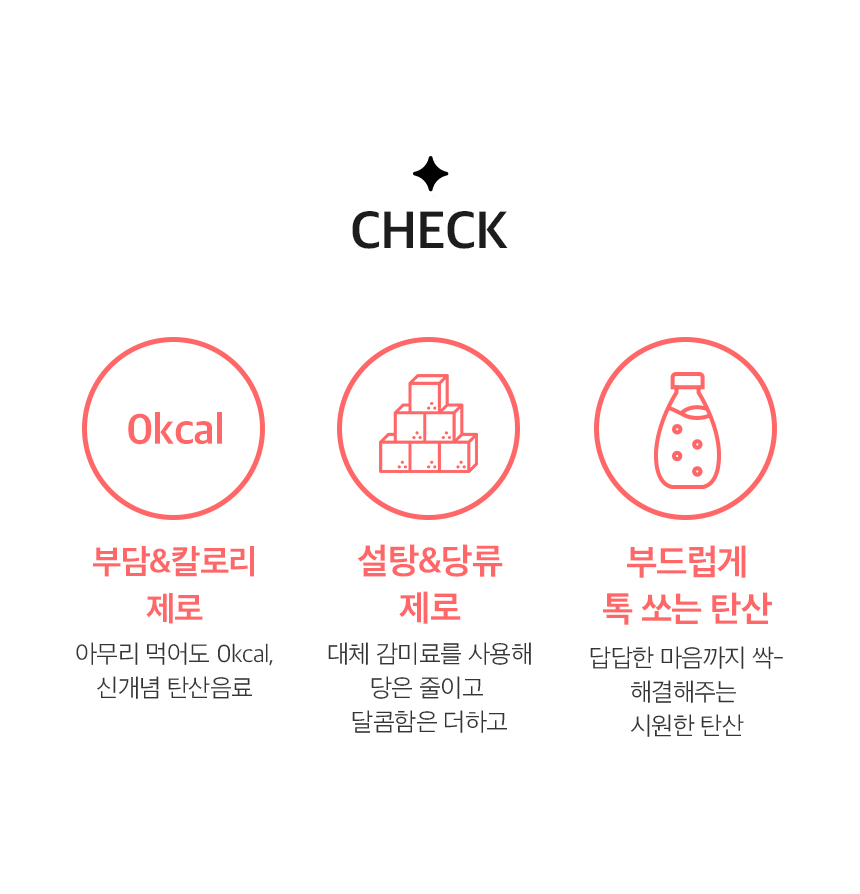 CHECK
0kcal
부담&칼로리
제로
아무리 먹어도 0kcal,
신개념 탄산음료
설탕&당류
제로
대체 감미료를 사용해
당은 줄이고
달콤함은 더하고
부드럽게
톡 쏘는 탄산
답답한 마음까지 싹-
해결해주는
시원한 탄산